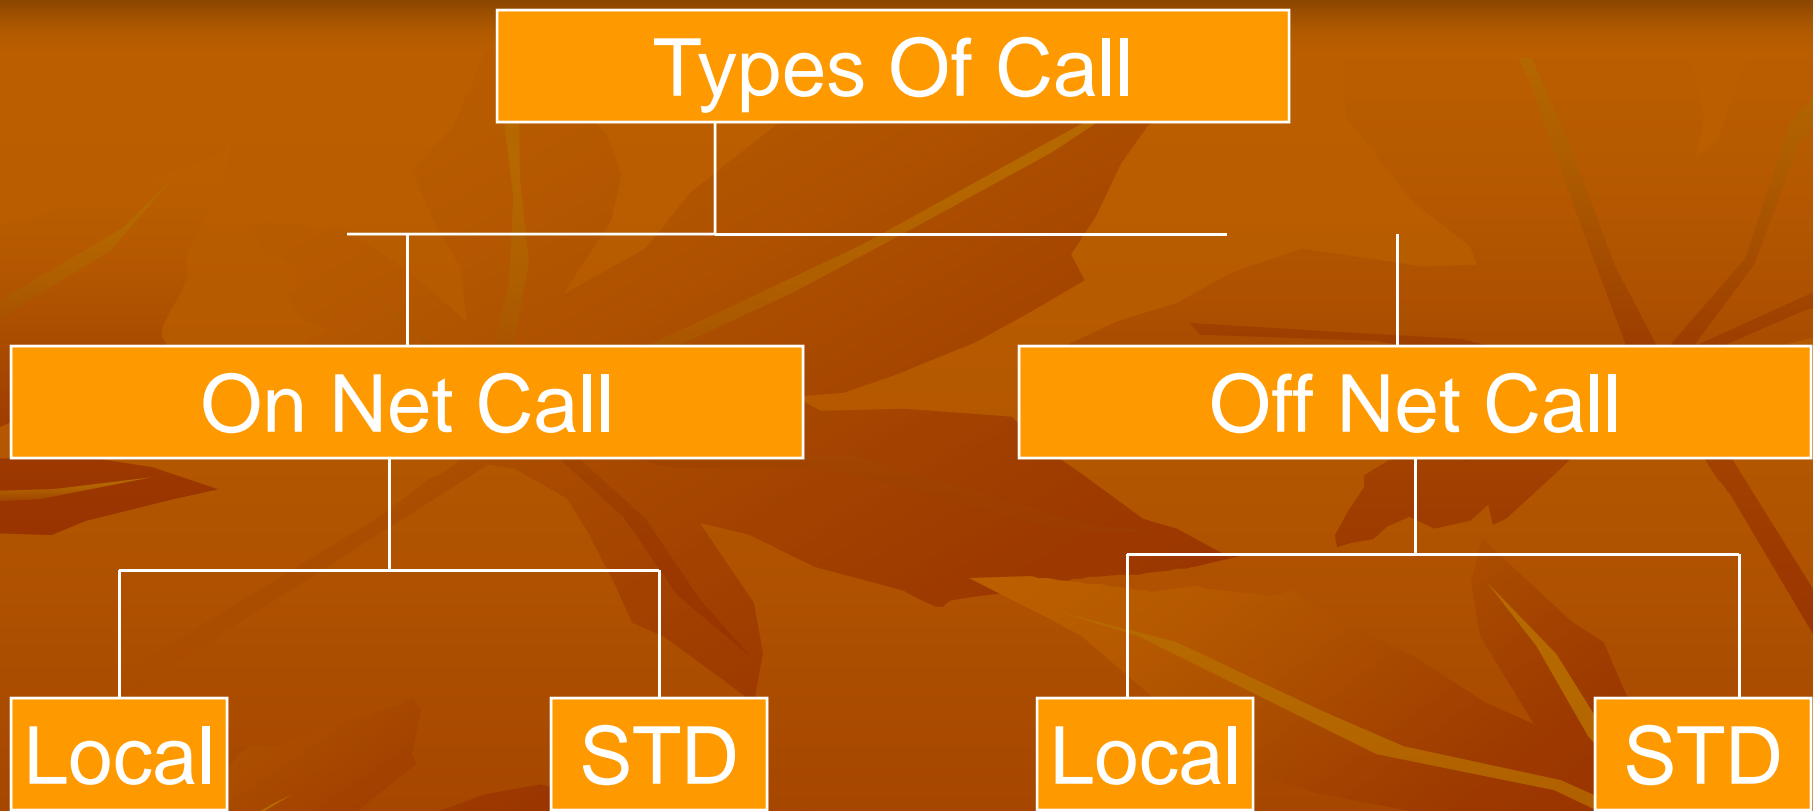 Types Of Call
On Net Call
Off Net Call
Local
STD
Local
STD